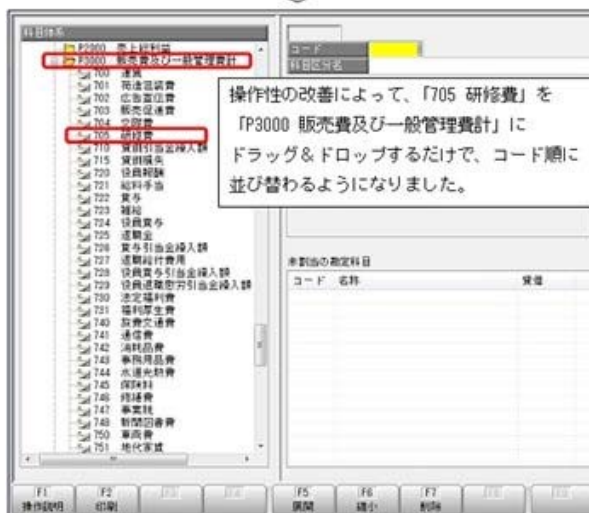 科目体系
P2000 売上総利益
P3000 販売費及び一般管理費計
700 運賃
701 荷造包装費
702 広告宣伝費
703 販売促進費
704 交際費
705 研修費
710 貸倒引当金繰入額
715 貸倒損失
720 役員報酬
721 給料手当
722 賞与
723 雑給
724 役員賞与
725 退職金
726 賞与引当金繰入額
727 退職給付費用
728 役員賞与引当金繰入額
729 役員退職慰労引当金繰入額
730 法定福利費
731 福利厚生費
740 旅費交通費
741 通信費
742 消耗品費
743 事務用品費
744 水道光熱費
745 保険料
746 修繕費
747 事業税
748 新聞図書費
750 車両費
751 地代家賃
コード
科目区分名
操作性の改善によって、「705 研修費」を
「P3000 販売費及び一般管理費計」に
ドラッグ＆ドロップするだけで、コード順に
並び替わるようになりました。
未割当の勘定科目
コード 名称 貸借
F1 F2 F3 F4 F5 F6 F7 F8 F9
操作説明 印刷 展開 縮小 削除